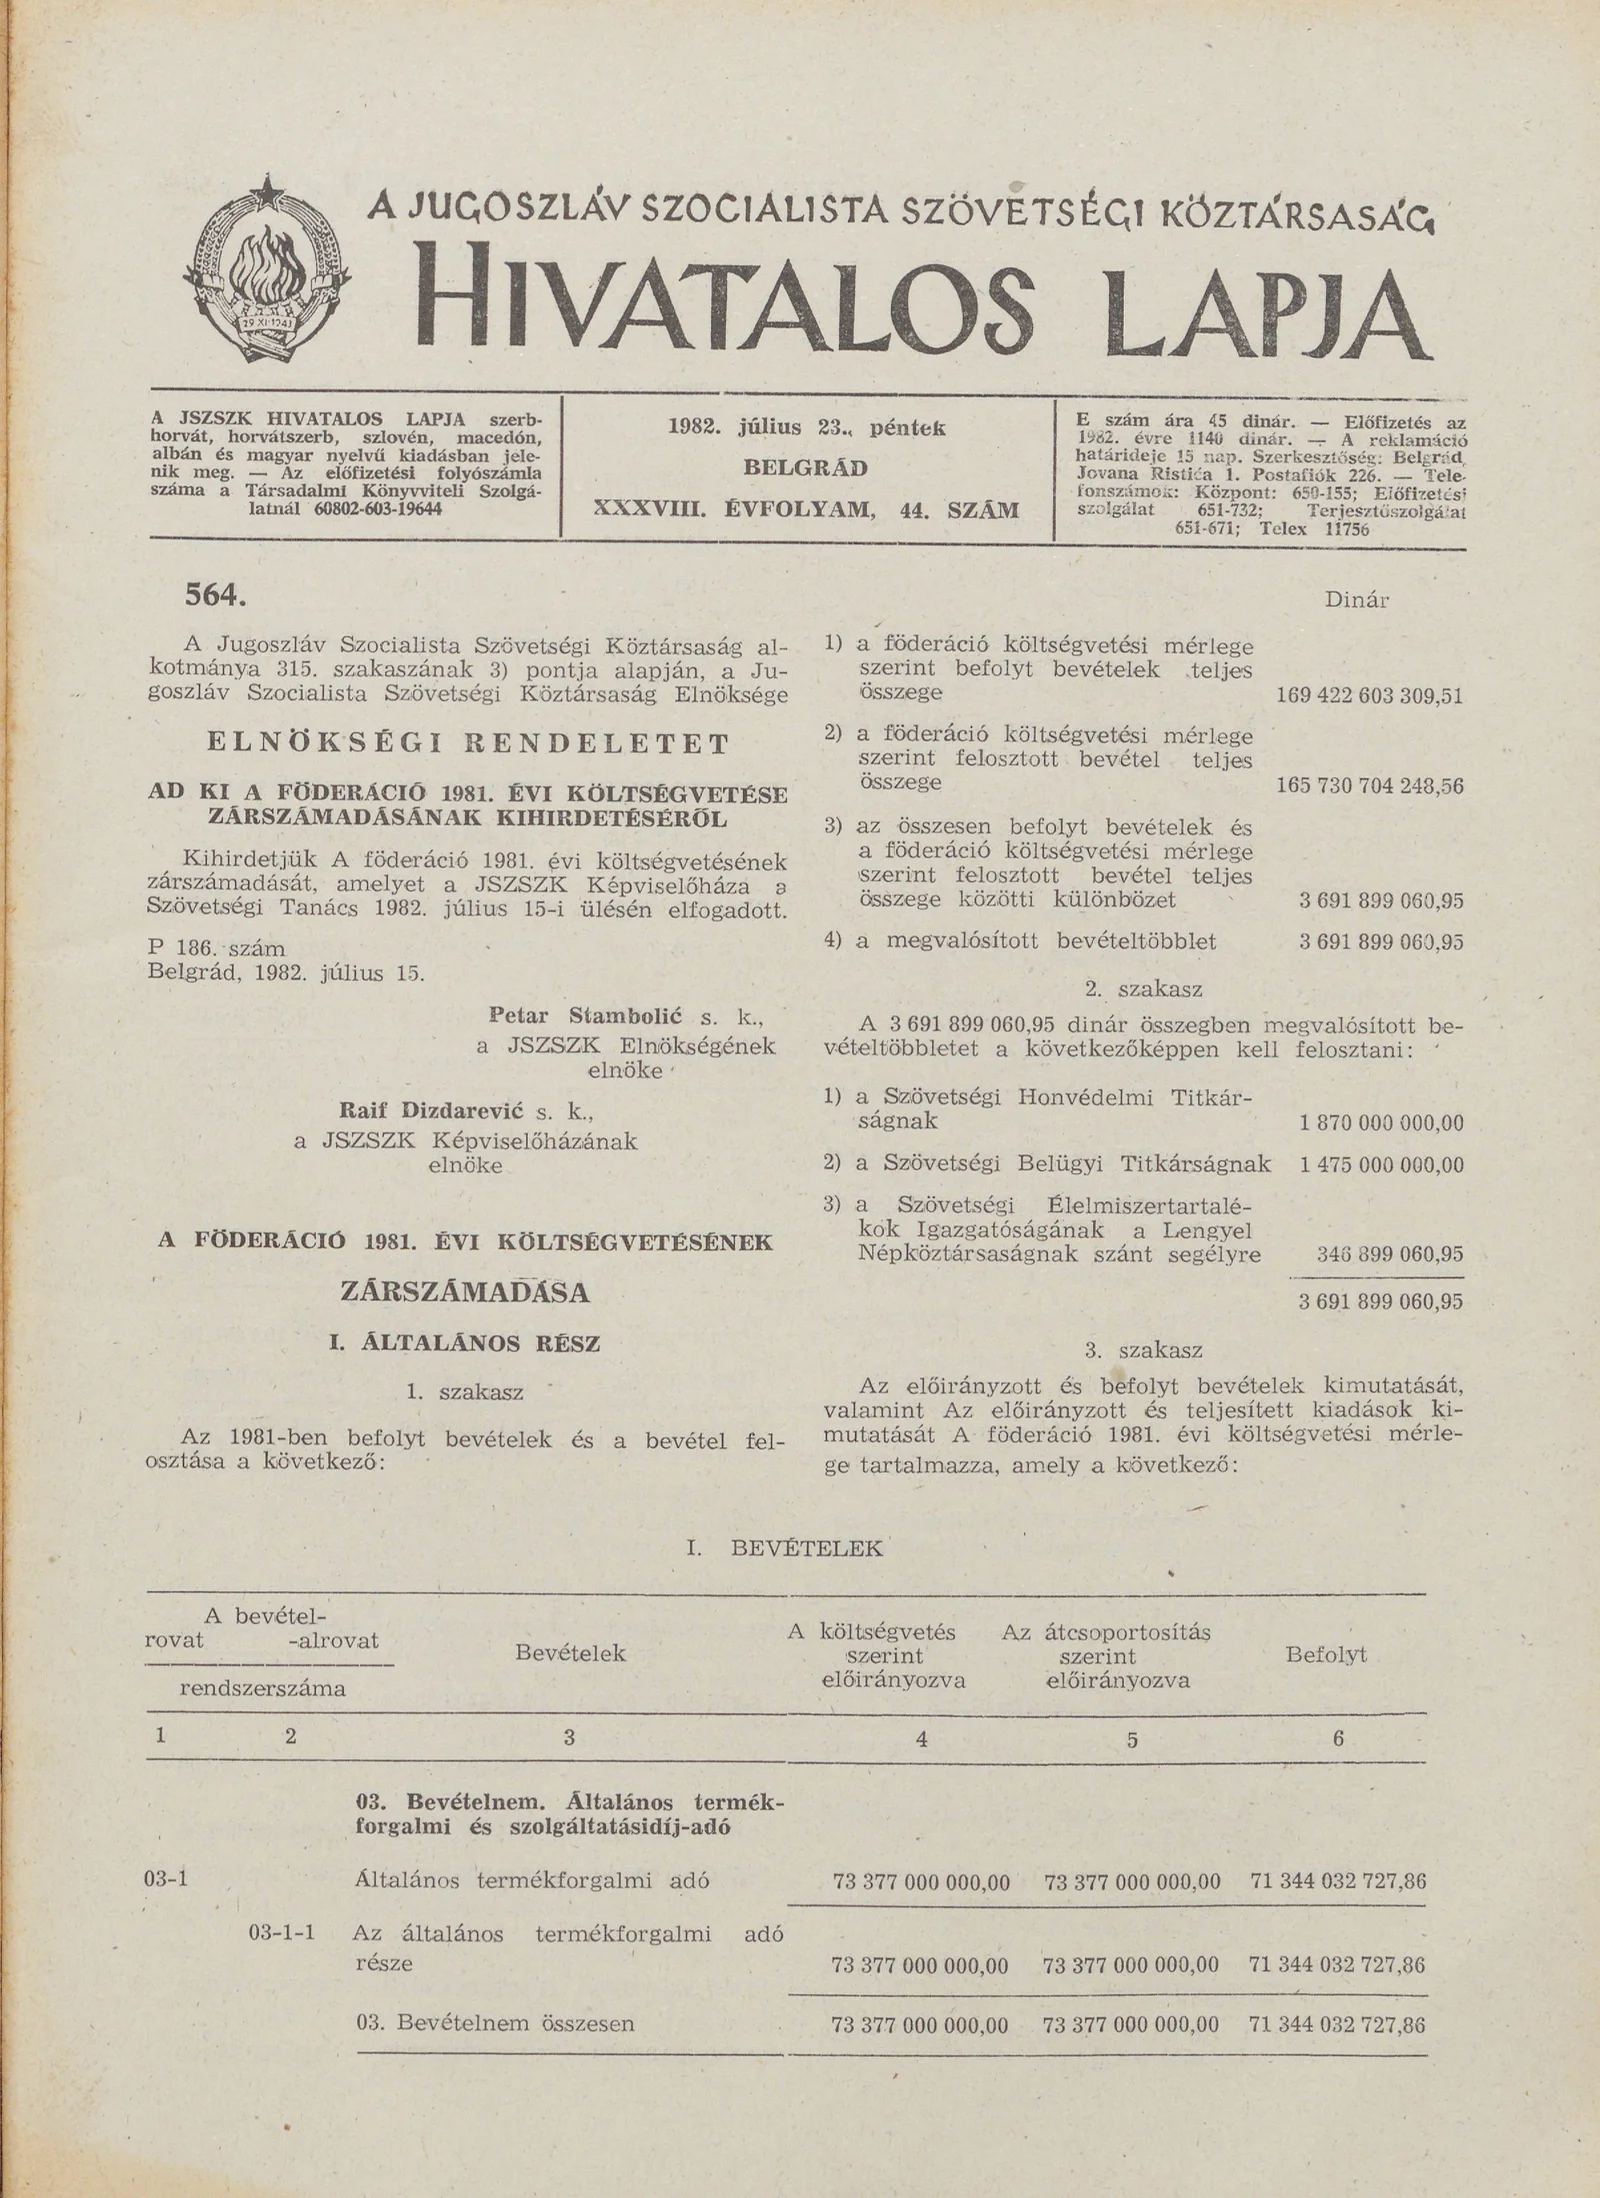 A JUGOSZLÁV SZOCIALISTA SZÖVETSÉGI KÖZTÁRSASÁG
HIVATALOS LAPJA
29·XI·1943
A JSZSZK HIVATALOS LAPJA szerb-
horvát, horvátszerb, szlovén, macedón,
albán és magyar nyelvű kiadásban jele-
nik meg. — Az előfizetési folyószámla
száma a Társadalmi Könyvviteli Szolgá-
latnál 60802-603-19644
1982. július 23., péntek
BELGRÁD
XXXVIII. ÉVFOLYAM, 44. SZÁM
E szám ára 45 dinár. — Előfizetés az
1982. évre 1140 dinár. — A reklamáció
határideje 15 nap. Szerkesztőség: Belgrád,
Jovana Ristića 1. Postafiók 226. — Tele-
fonszámok: Központ: 650-155; Előfizetési
szolgálat 651-732; Terjesztőszolgálat
651-671; Telex 11756
564.
A Jugoszláv Szocialista Szövetségi Köztársaság al-
kotmánya 315. szakaszának 3) pontja alapján, a Ju-
goszláv Szocialista Szövetségi Köztársaság Elnöksége
ELNÖKSÉGI RENDELETET
AD KI A FÖDERÁCIÓ 1981. ÉVI KÖLTSÉGVETÉSE
ZÁRSZÁMADÁSÁNAK KIHIRDETÉSÉRŐL
Kihirdetjük A föderáció 1981. évi költségvetésének
zárszámadását, amelyet a JSZSZK Képviselőháza a
Szövetségi Tanács 1982. július 15-i ülésén elfogadott.
P 186. szám
Belgrád, 1982. július 15.
Petar Stambolić s. k.,
a JSZSZK Elnökségének
elnöke
Raif Dizdarević s. k.,
a JSZSZK Képviselőházának
elnöke
A FÖDERÁCIÓ 1981. ÉVI KÖLTSÉGVETÉSÉNEK
ZÁRSZÁMADÁSA
I. ÁLTALÁNOS RÉSZ
1. szakasz
Az 1981-ben befolyt bevételek és a bevétel fel-
osztása a következő:
Dinár
1) a föderáció költségvetési mérlege
szerint befolyt bevételek teljes
összege 169 422 603 309,51
2) a föderáció költségvetési mérlege
szerint felosztott bevétel teljes
összege 165 730 704 248,56
3) az összesen befolyt bevételek és
a föderáció költségvetési mérlege
szerint felosztott bevétel teljes
összege közötti különbözet 3 691 899 060,95
4) a megvalósított bevételtöbblet 3 691 899 060,95
2. szakasz
A 3 691 899 060,95 dinár összegben megvalósított be-
vételtöbbletet a következőképpen kell felosztani:
1) a Szövetségi Honvédelmi Titkár-
ságnak 1 870 000 000,00
2) a Szövetségi Belügyi Titkárságnak 1 475 000 000,00
3) a Szövetségi Élelmiszertartalé-
kok Igazgatóságának a Lengyel
Népköztársaságnak szánt segélyre 346 899 060,95
3 691 899 060,95
3. szakasz
Az előirányzott és befolyt bevételek kimutatását,
valamint Az előirányzott és teljesített kiadások ki-
mutatását A föderáció 1981. évi költségvetési mérle-
ge tartalmazza, amely a következő:
I. BEVÉTELEK
A bevétel-
rovat -alrovat
rendszerszáma
Bevételek
A költségvetés
szerint
előirányozva
Az átcsoportosítás
szerint
előirányozva
Befolyt
1 2 3 4 5 6
03. Bevételnem. Általános termék-
forgalmi és szolgáltatásidíj-adó
03-1 Általános termékforgalmi adó 73 377 000 000,00 73 377 000 000,00 71 344 032 727,86
03-1-1 Az általános termékforgalmi adó
része 73 377 000 000,00 73 377 000 000,00 71 344 032 727,86
03. Bevételnem összesen 73 377 000 000,00 73 377 000 000,00 71 344 032 727,86